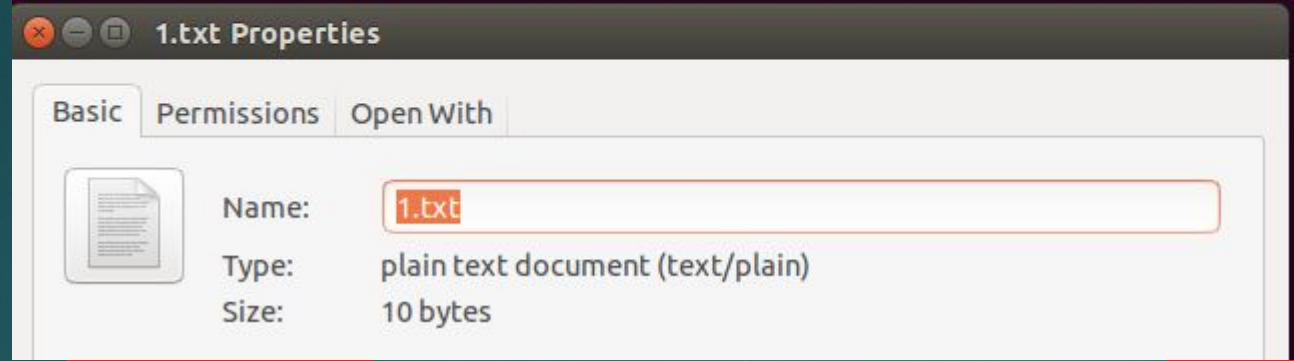 1.txt Properties
Basic Permissions Open With
Name: 1.txt
Type: plain text document (text/plain)
Size: 10 bytes